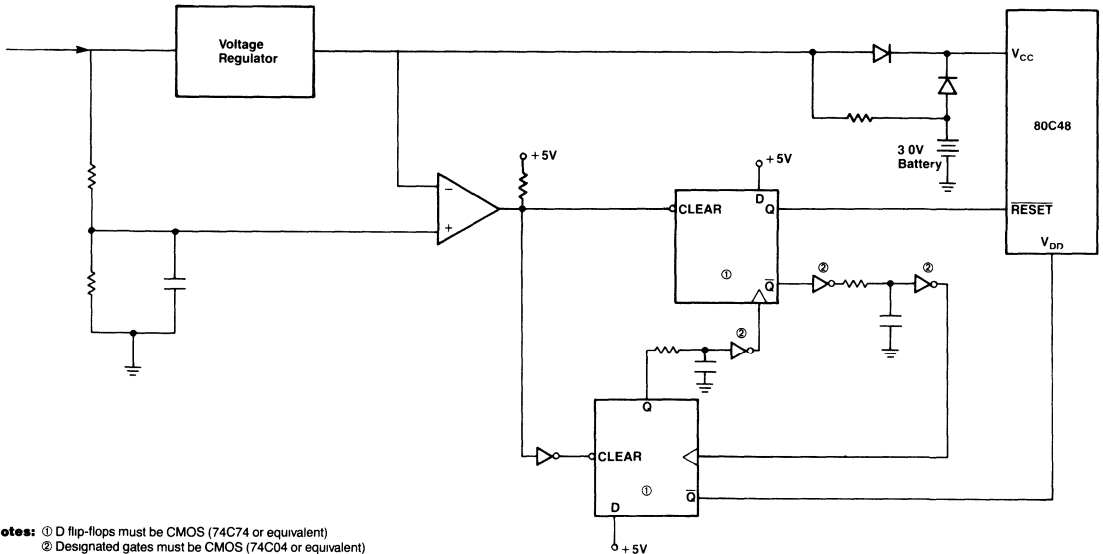 Voltage
Regulator
VCC
80C48
3 0V
Battery
+5V
+5V
−
+
CLEAR
D
Q
RESET
VDD
①
Q̅
②
②
②
Q
CLEAR
①
Q̅
D
+5V
otes: ① D flip-flops must be CMOS (74C74 or equivalent)
② Designated gates must be CMOS (74C04 or equivalent)